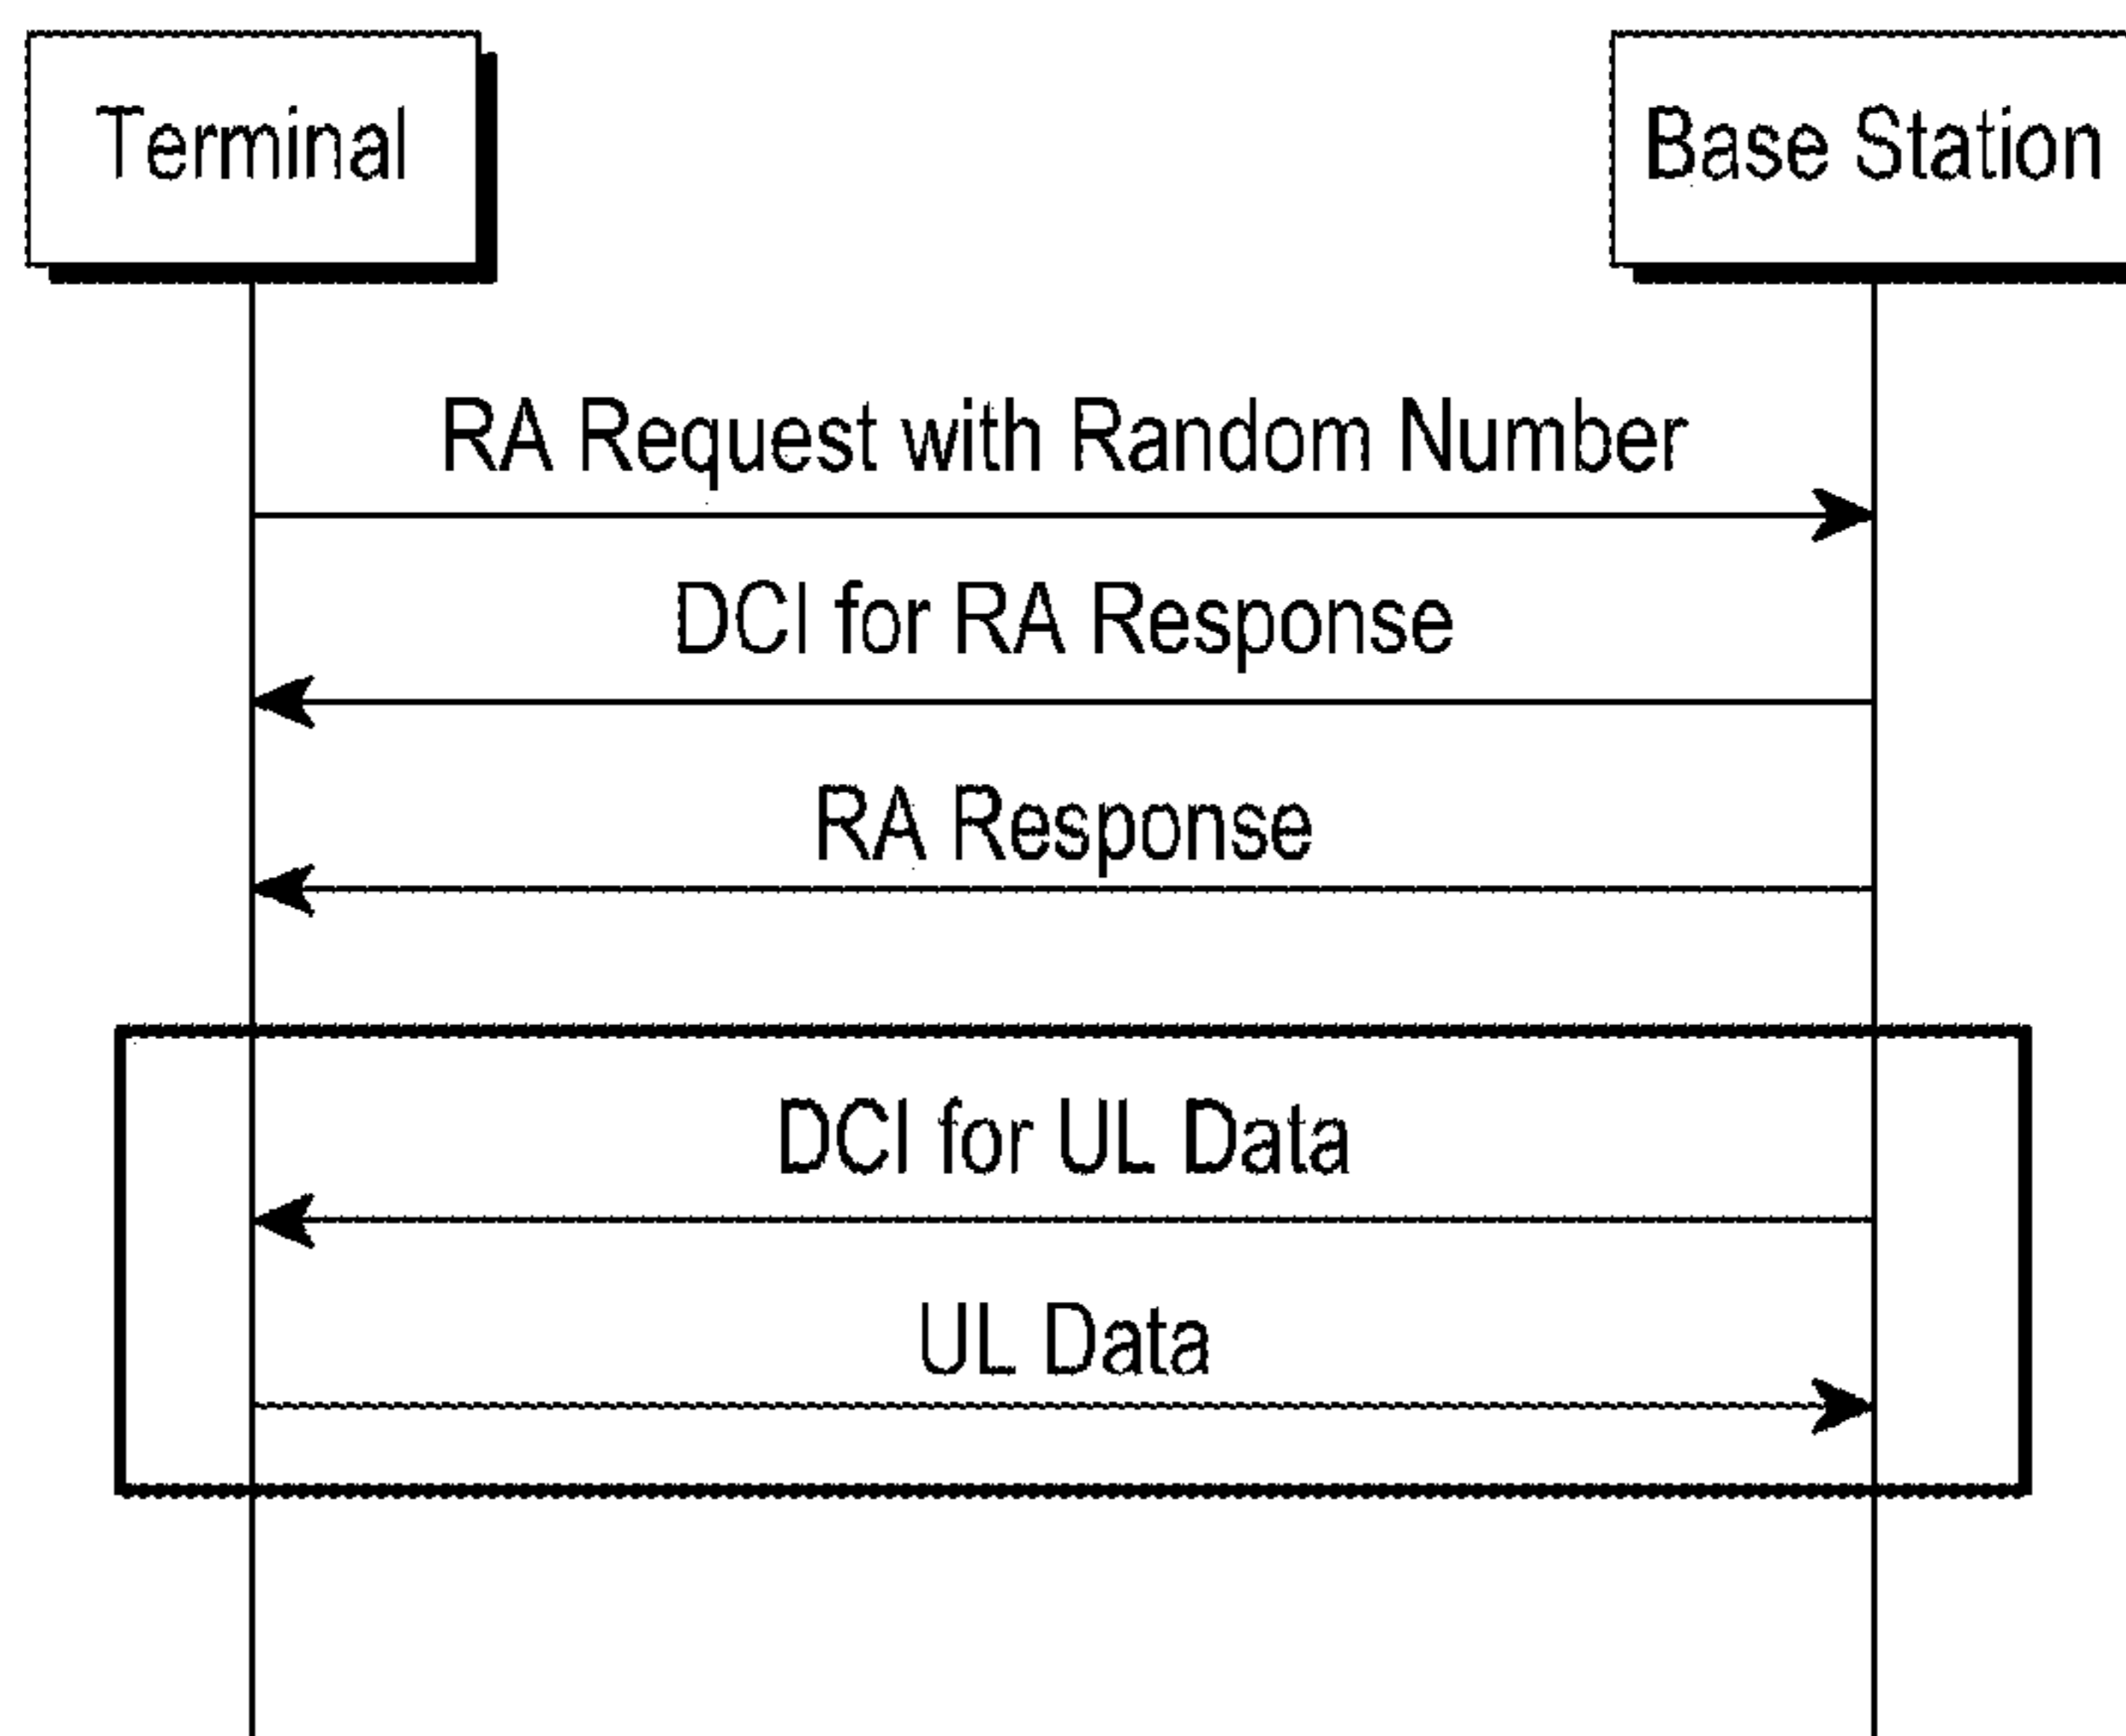 Terminal
Base Station
RA Request with Random Number
DCI for RA Response
RA Response
DCI for UL Data
UL Data